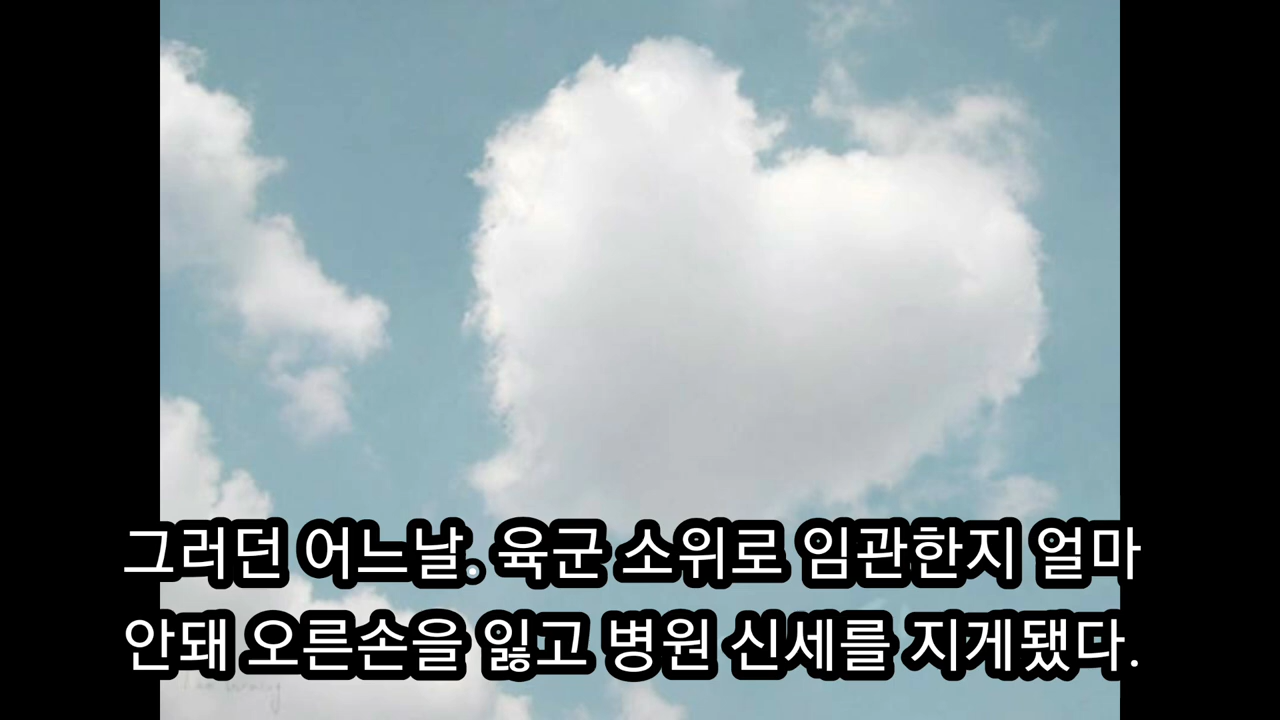 그러던 어느날. 육군 소위로 임관한지 얼마
안돼 오른손을 잃고 병원 신세를 지게됐다.